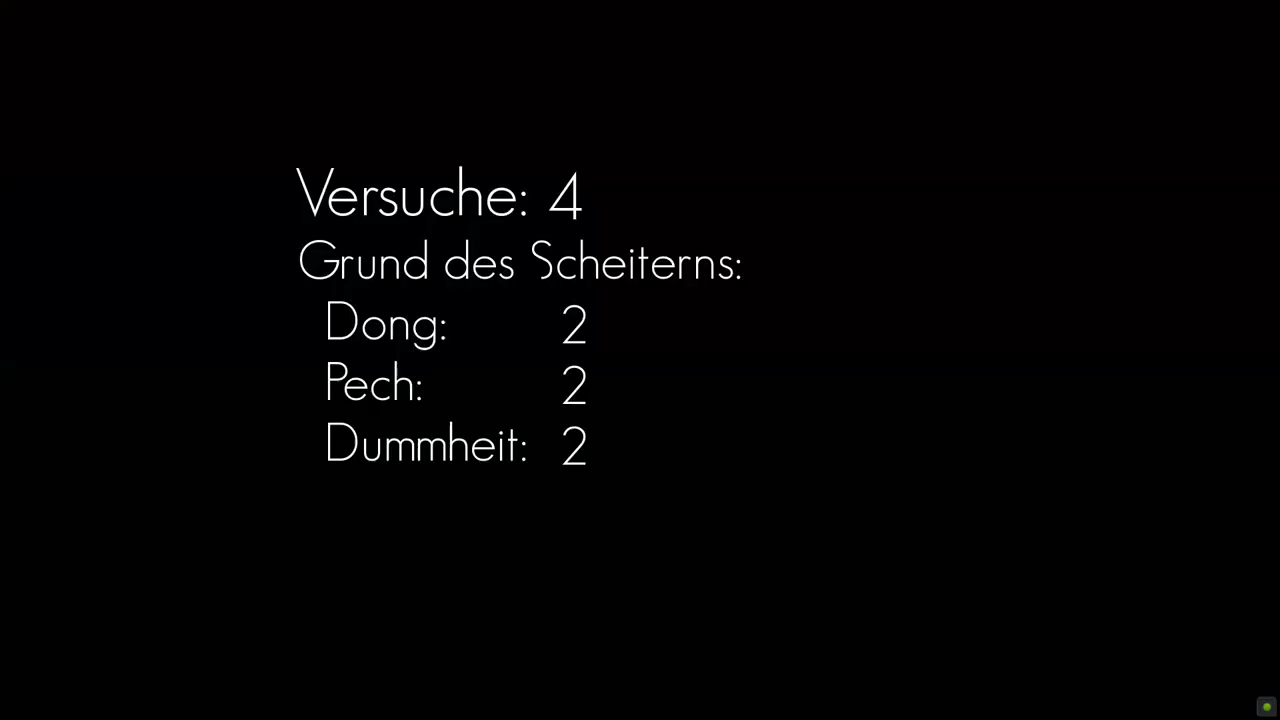 Versuche: 4
Grund des Scheiterns:
Dong: 2
Pech: 2
Dummheit: 2